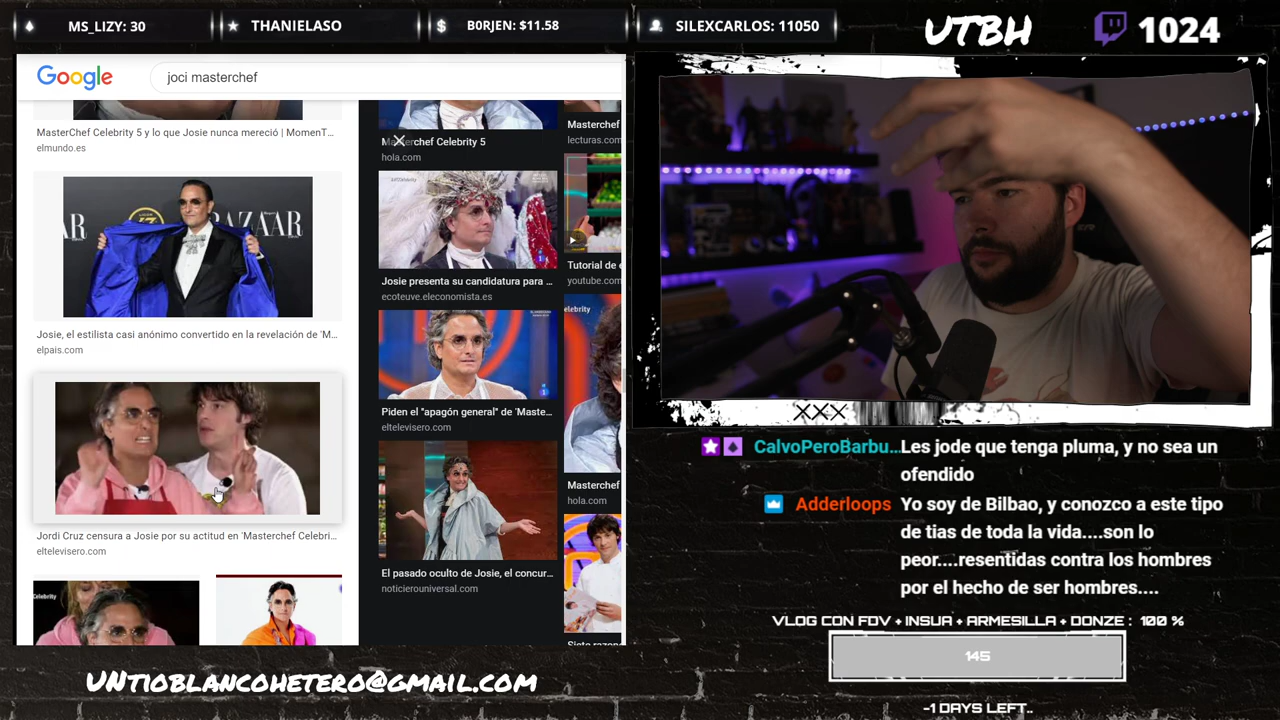 MS_LIZY: 30
THANIELASO
B0RJEN: $11.58
SILEXCARLOS: 11050
UTBH
1024
Google
joci masterchef
MasterChef Celebrity 5 y lo que Josie nunca mereció | MomenT...
elmundo.es
BAZAAR
Josie, el estilista casi anónimo convertido en la revelación de 'M...
elpais.com
Jordi Cruz censura a Josie por su actitud en 'Masterchef Celebri...
eltelevisero.com
elebrity
Masterchef Celebrity 5
hola.com
Josie presenta su candidatura para ...
ecoteuve.eleconomista.es
Piden el "apagón general" de 'Maste...
eltelevisero.com
El pasado oculto de Josie, el concur...
noticierouniversal.com
Masterchef
lecturas.com
Tutorial de
youtube.com
elebrity
Masterchef
hola.com
XXX
CalvoPeroBarbu... Les jode que tenga pluma, y no sea un
ofendido
Adderloops Yo soy de Bilbao, y conozco a este tipo
de tias de toda la vida....son lo
peor....resentidas contra los hombres
por el hecho de ser hombres....
VLOG CON FDV + INSUA + ARMESILLA + DONZE : 100 %
145
-1 DAYS LEFT..
UNTIOBLANCOHETERO@GMAIL.COM